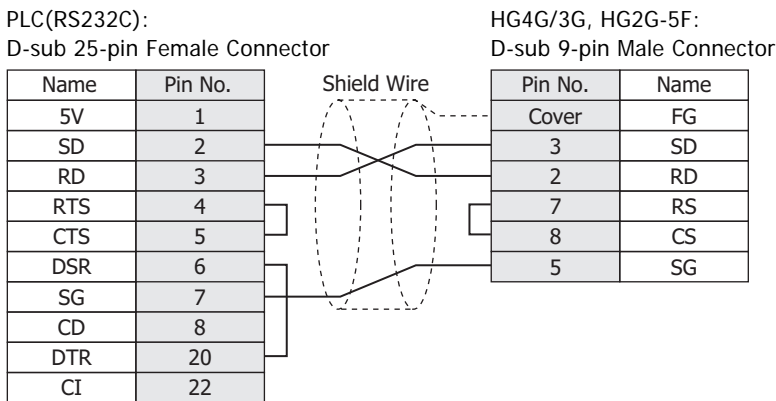 PLC(RS232C):
D-sub 25-pin Female Connector
HG4G/3G, HG2G-5F:
D-sub 9-pin Male Connector
Name Pin No.
5V 1
SD 2
RD 3
RTS 4
CTS 5
DSR 6
SG 7
CD 8
DTR 20
CI 22
Shield Wire
Pin No. Name
Cover FG
3 SD
2 RD
7 RS
8 CS
5 SG